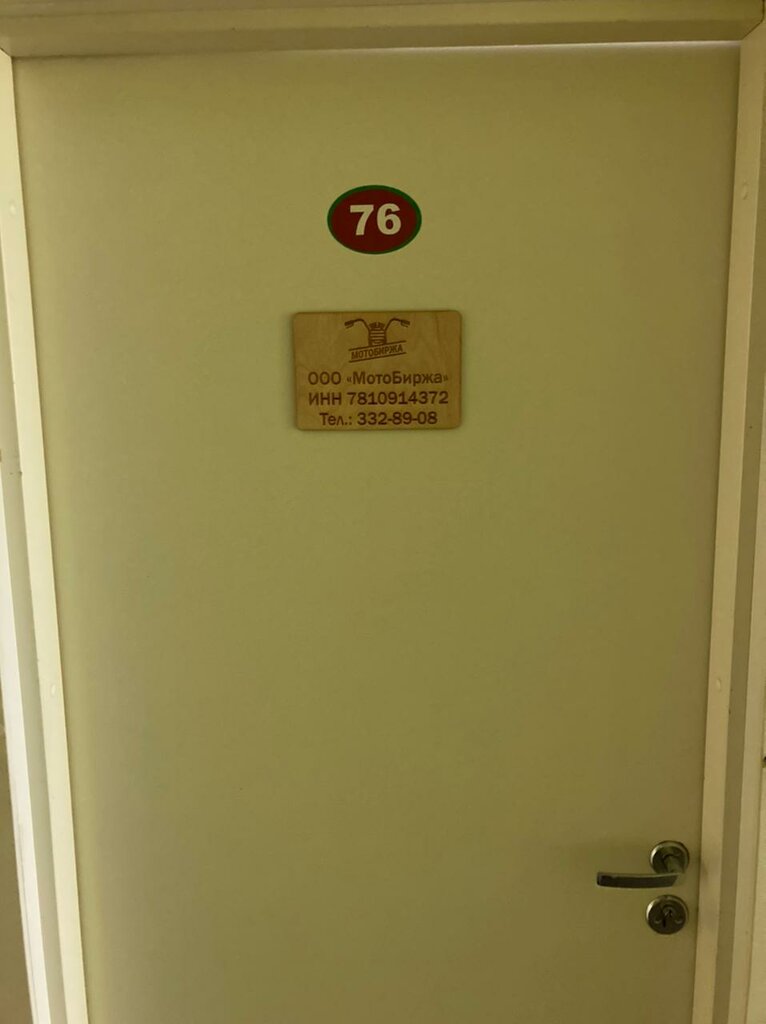 76
МОТОБИРЖА
ООО «МотоБиржа»
ИНН 7810914372
Тел.: 332-89-08